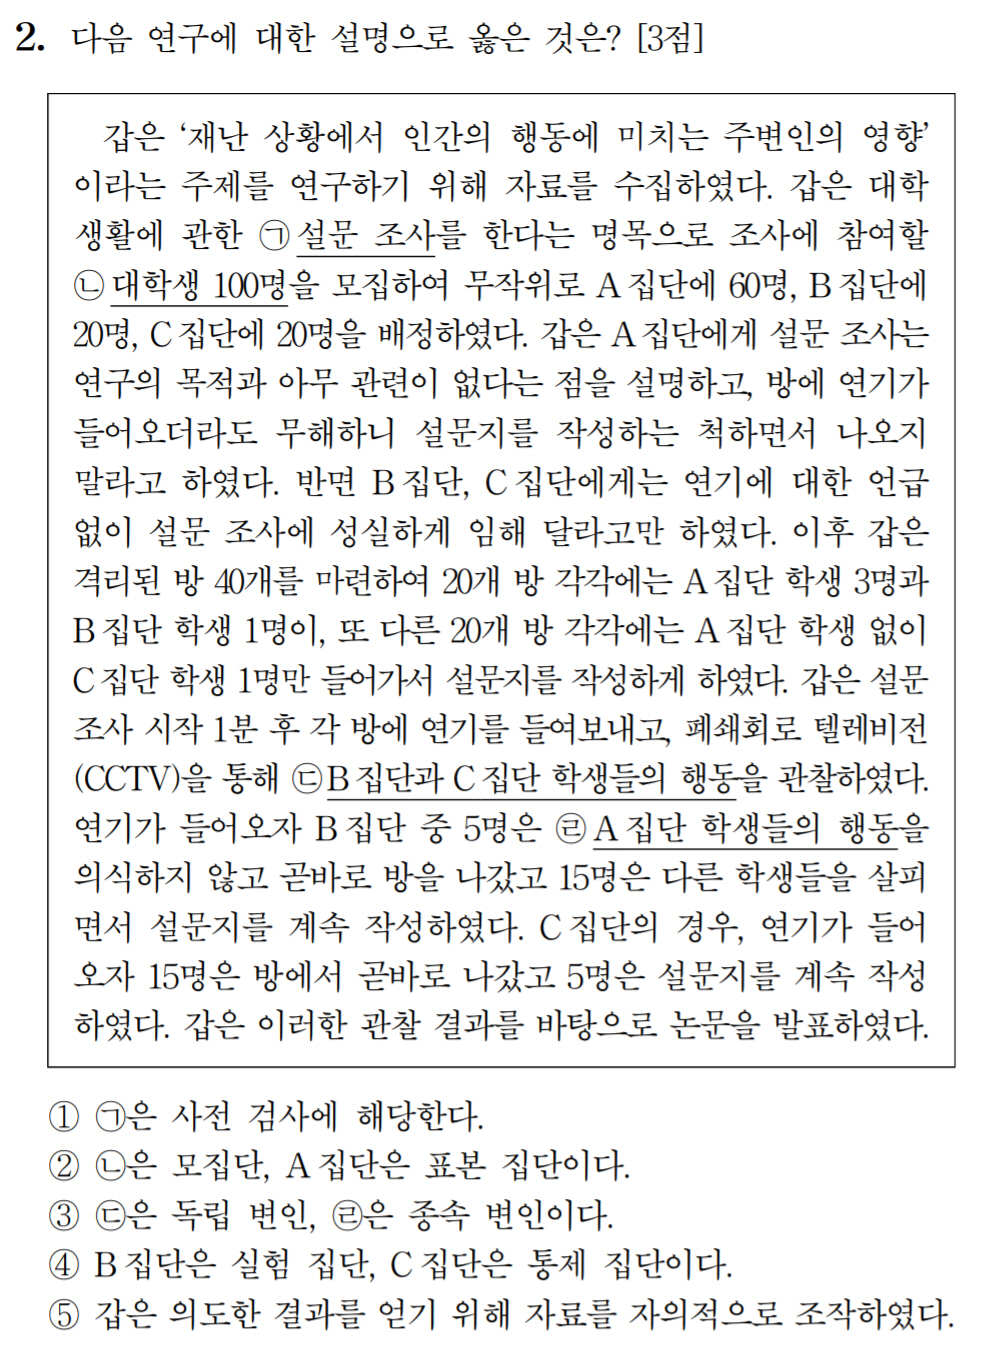 2. 다음 연구에 대한 설명으로 옳은 것은? [3점]
갑은 ‘재난 상황에서 인간의 행동에 미치는 주변인의 영향’
이라는 주제를 연구하기 위해 자료를 수집하였다. 갑은 대학
생활에 관한 ㉠설문 조사를 한다는 명목으로 조사에 참여할
㉡대학생 100명을 모집하여 무작위로 A집단에 60명, B집단에
20명, C집단에 20명을 배정하였다. 갑은 A집단에게 설문 조사는
연구의 목적과 아무 관련이 없다는 점을 설명하고, 방에 연기가
들어오더라도 무해하니 설문지를 작성하는 척하면서 나오지
말라고 하였다. 반면 B집단, C집단에게는 연기에 대한 언급
없이 설문 조사에 성실하게 임해 달라고만 하였다. 이후 갑은
격리된 방 40개를 마련하여 20개 방 각각에는 A집단 학생 3명과
B집단 학생 1명이, 또 다른 20개 방 각각에는 A집단 학생 없이
C집단 학생 1명만 들어가서 설문지를 작성하게 하였다. 갑은 설문
조사 시작 1분 후 각 방에 연기를 들여보내고, 폐쇄회로 텔레비전
(CCTV)을 통해 ㉢B집단과 C집단 학생들의 행동을 관찰하였다.
연기가 들어오자 B집단 중 5명은 ㉣A집단 학생들의 행동을
의식하지 않고 곧바로 방을 나갔고 15명은 다른 학생들을 살피
면서 설문지를 계속 작성하였다. C집단의 경우, 연기가 들어
오자 15명은 방에서 곧바로 나갔고 5명은 설문지를 계속 작성
하였다. 갑은 이러한 관찰 결과를 바탕으로 논문을 발표하였다.
① ㉠은 사전 검사에 해당한다.
② ㉡은 모집단, A집단은 표본 집단이다.
③ ㉢은 독립 변인, ㉣은 종속 변인이다.
④ B집단은 실험 집단, C집단은 통제 집단이다.
⑤ 갑은 의도한 결과를 얻기 위해 자료를 자의적으로 조작하였다.